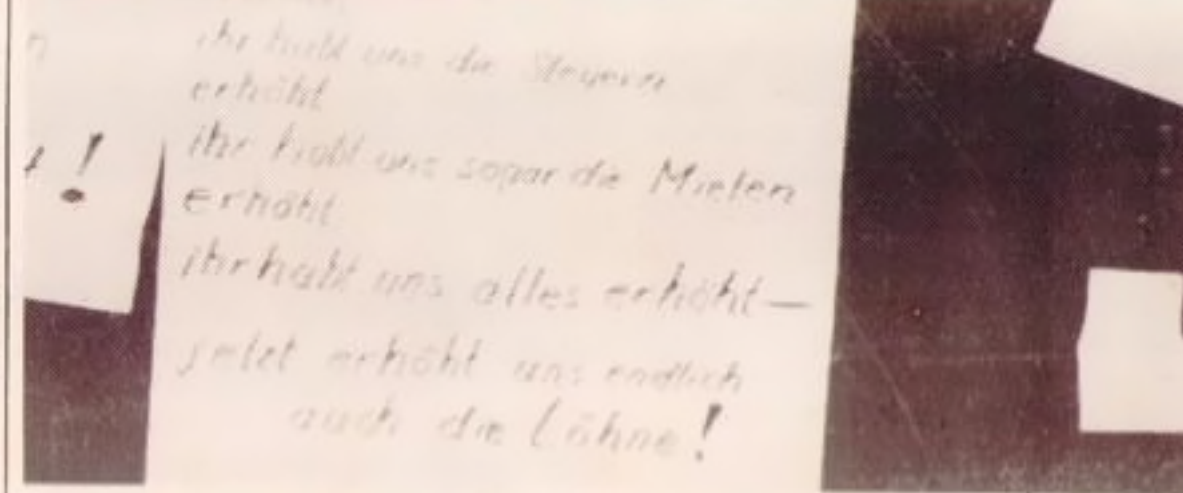 ihr habt uns die Steuern
erhöht
ihr habt uns sogar die Mieten
erhöht
ihr habt uns alles erhöht —
jetzt erhöht uns endlich
auch die Löhne!
!